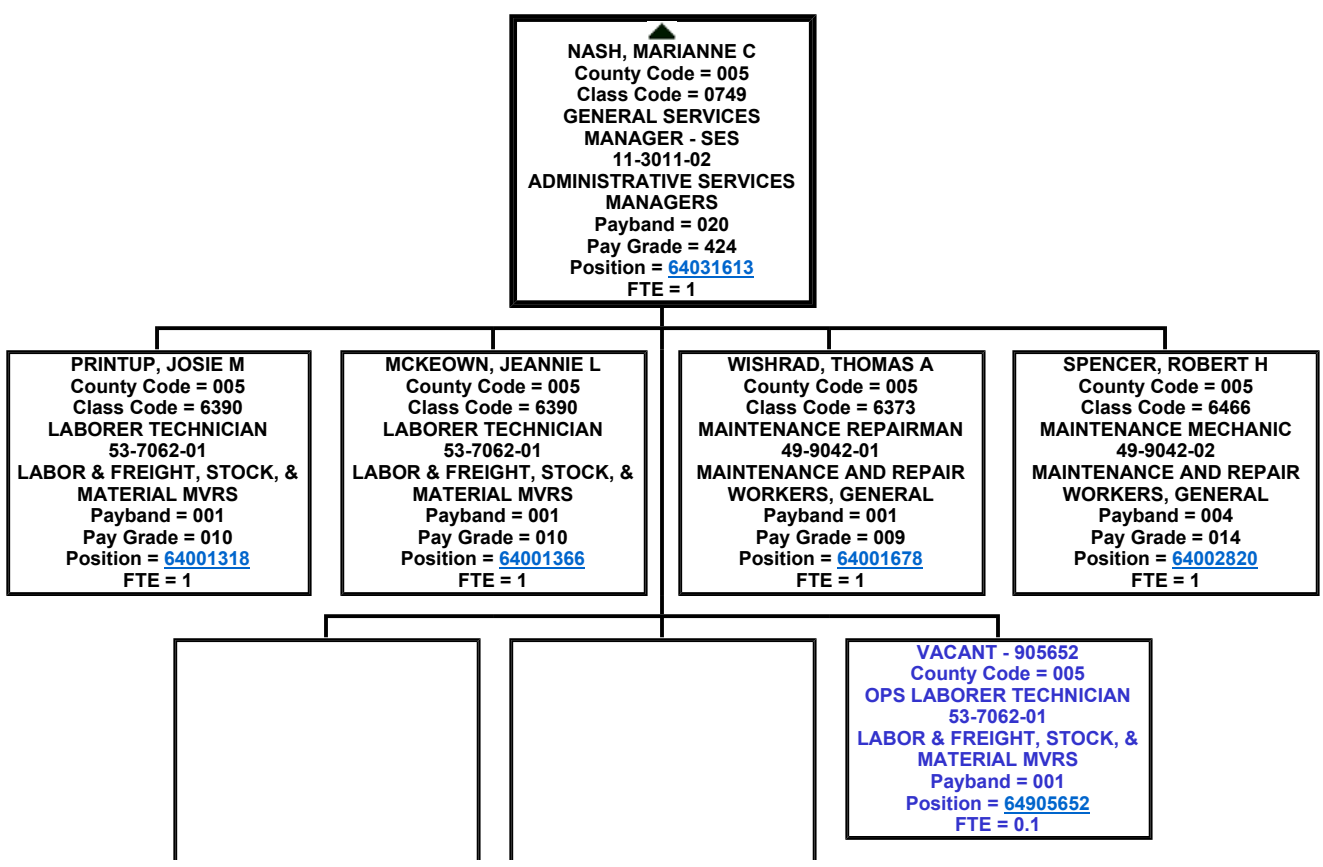 NASH, MARIANNE C
County Code = 005
Class Code = 0749
GENERAL SERVICES
MANAGER - SES
11-3011-02
ADMINISTRATIVE SERVICES
MANAGERS
Payband = 020
Pay Grade = 424
Position = 64031613
FTE = 1
PRINTUP, JOSIE M
County Code = 005
Class Code = 6390
LABORER TECHNICIAN
53-7062-01
LABOR & FREIGHT, STOCK, &
MATERIAL MVRS
Payband = 001
Pay Grade = 010
Position = 64001318
FTE = 1
MCKEOWN, JEANNIE L
County Code = 005
Class Code = 6390
LABORER TECHNICIAN
53-7062-01
LABOR & FREIGHT, STOCK, &
MATERIAL MVRS
Payband = 001
Pay Grade = 010
Position = 64001366
FTE = 1
WISHRAD, THOMAS A
County Code = 005
Class Code = 6373
MAINTENANCE REPAIRMAN
49-9042-01
MAINTENANCE AND REPAIR
WORKERS, GENERAL
Payband = 001
Pay Grade = 009
Position = 64001678
FTE = 1
SPENCER, ROBERT H
County Code = 005
Class Code = 6466
MAINTENANCE MECHANIC
49-9042-02
MAINTENANCE AND REPAIR
WORKERS, GENERAL
Payband = 004
Pay Grade = 014
Position = 64002820
FTE = 1
VACANT - 905652
County Code = 005
OPS LABORER TECHNICIAN
53-7062-01
LABOR & FREIGHT, STOCK, &
MATERIAL MVRS
Payband = 001
Position = 64905652
FTE = 0.1